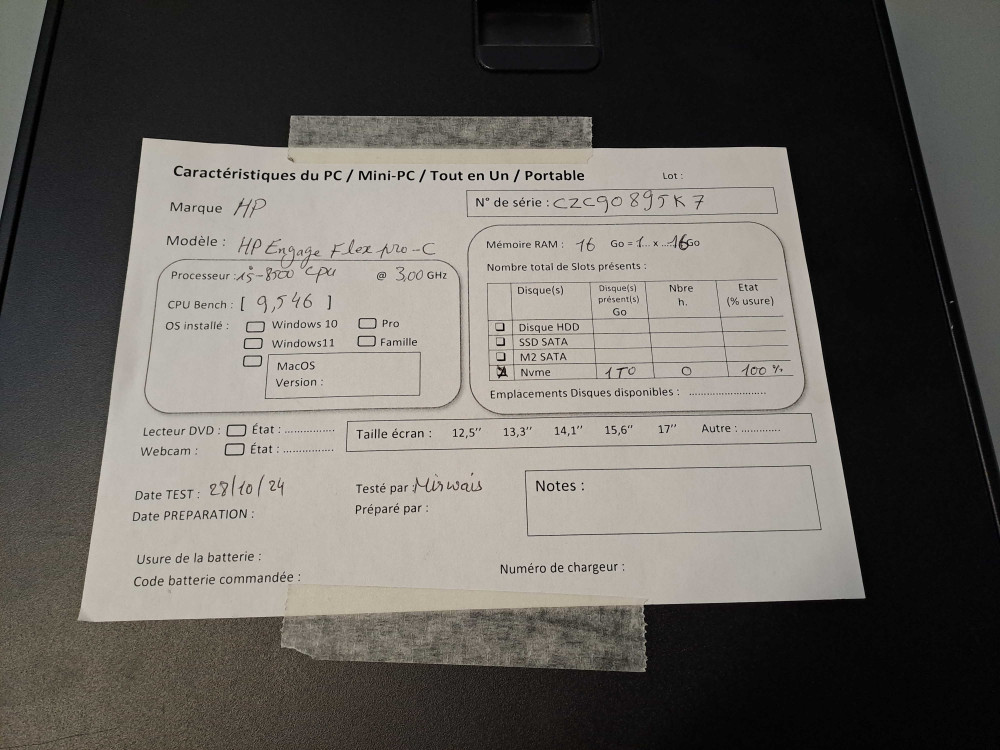 Caractéristiques du PC / Mini-PC / Tout en Un / Portable
Lot :
Marque HP
N° de série : CZC90895K7
Modèle : HP Engage Flex pro-C
Processeur : i5-8500 CPU @ 3,00 GHz
CPU Bench : [ 9,546 ]
OS installé : Windows 10 Pro
Windows11 Famille
MacOS
Version :
Mémoire RAM : 16 Go = 1... x ...16Go
Nombre total de Slots présents :
Disque(s) Disque(s) présent(s) Go Nbre h. Etat (% usure)
Disque HDD
SSD SATA
M2 SATA
Nvme 1TO 0 100 %
Emplacements Disques disponibles : ........................
Lecteur DVD : État : ...............
Webcam : État : ...............
Taille écran : 12,5’’ 13,3’’ 14,1’’ 15,6’’ 17’’ Autre : ............
Date TEST : 28/10/24
Testé par : Mirwais
Notes :
Date PREPARATION :
Préparé par :
Usure de la batterie :
Numéro de chargeur :
Code batterie commandée :